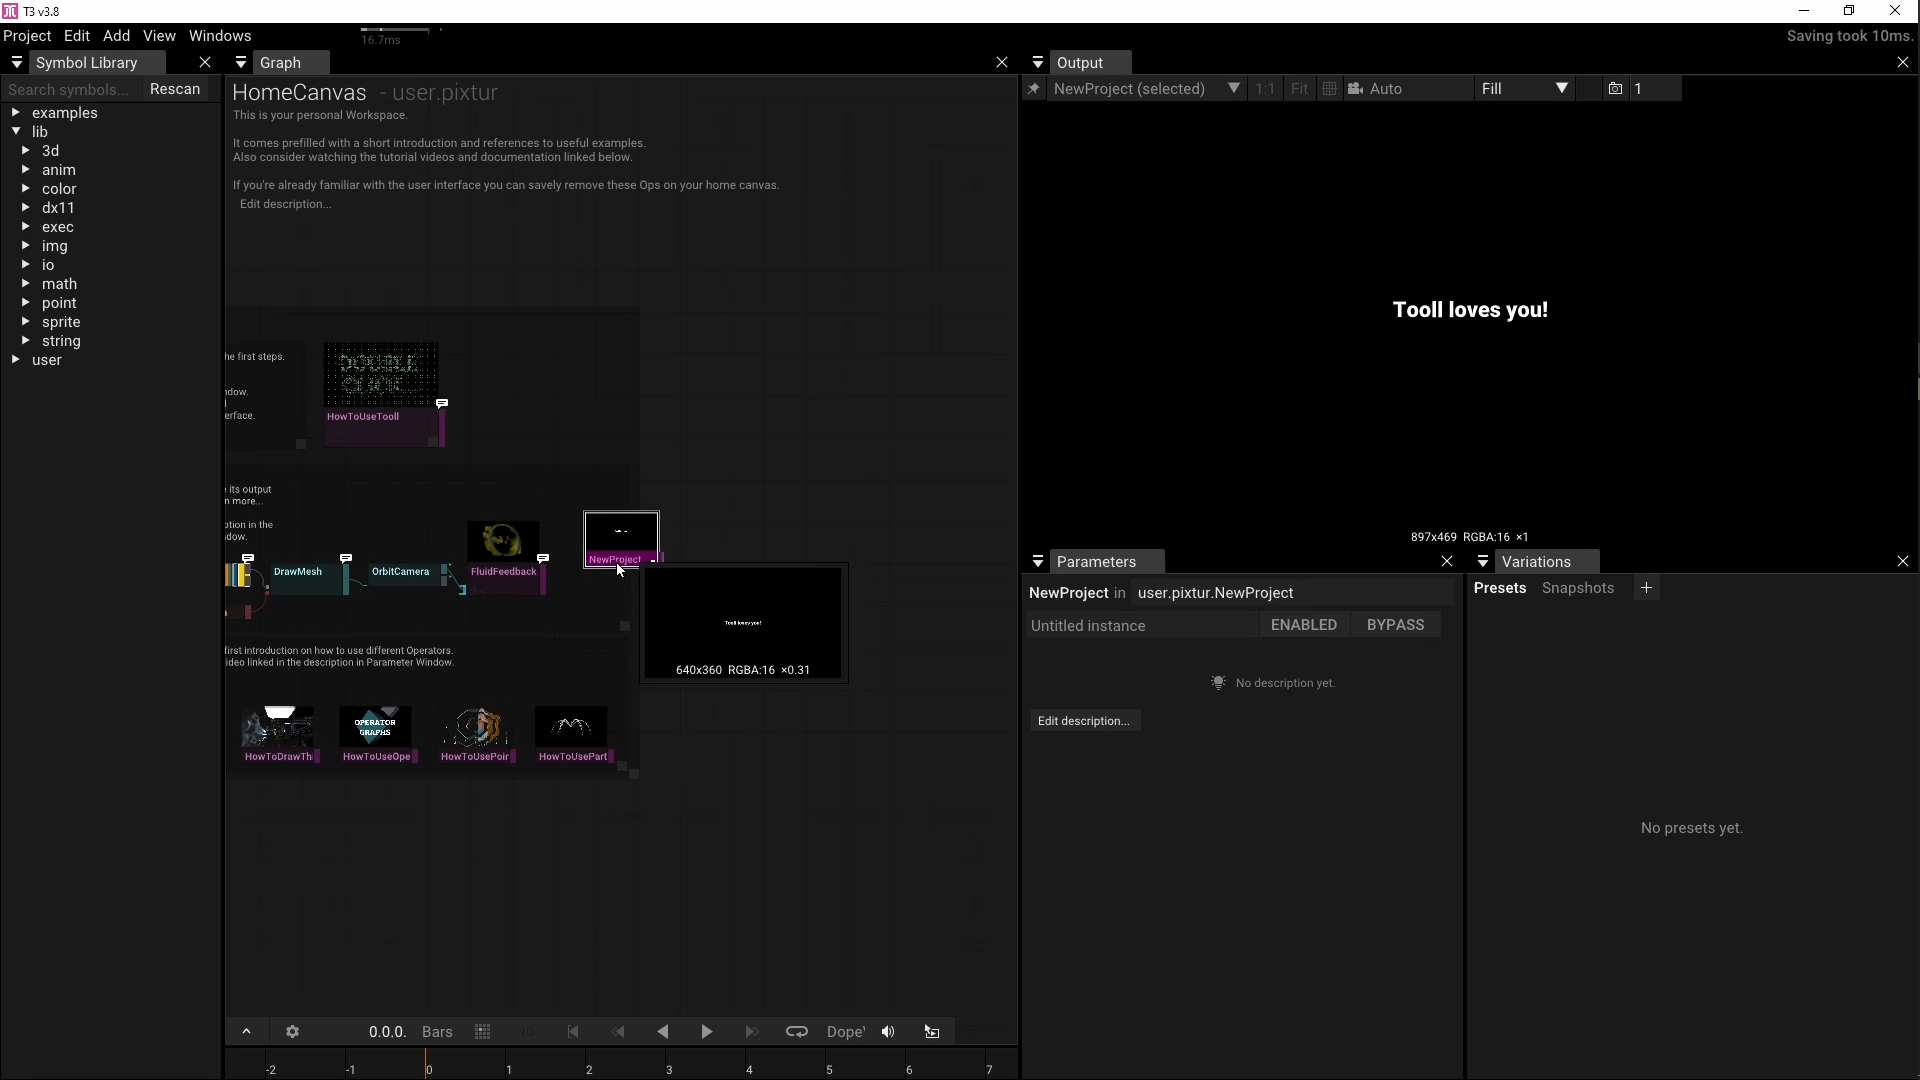 T3 v3.8
Project Edit Add View Windows
16.7ms
Saving took 10ms.
Symbol Library
Search symbols...
Rescan
examples
lib
3d
anim
color
dx11
exec
img
io
math
point
sprite
string
user
Graph
HomeCanvas - user.pixtur
This is your personal Workspace.
It comes prefilled with a short introduction and references to useful examples.
Also consider watching the tutorial videos and documentation linked below.
If you're already familiar with the user interface you can savely remove these Ops on your home canvas.
Edit description...
he first steps.
dow.
erface.
HowToUseTooll
its output
n more...
otion in the
dow.
DrawMesh
OrbitCamera
FluidFeedback
NewProject
Tooll loves you!
640x360 RGBA:16 ×0.31
first introduction on how to use different Operators.
ideo linked in the description in Parameter Window.
OPERATOR
GRAPHS
HowToDrawThi
HowToUseOpe
HowToUsePoir
HowToUsePart
0.0.0. Bars
Dope
-2 -1 0 1 2 3 4 5 6 7
Output
NewProject (selected)
1:1 Fit
Auto
Fill
1
Tooll loves you!
897x469 RGBA:16 ×1
Parameters
NewProject in user.pixtur.NewProject
Untitled instance
ENABLED
BYPASS
No description yet.
Edit description...
Variations
Presets Snapshots +
No presets yet.